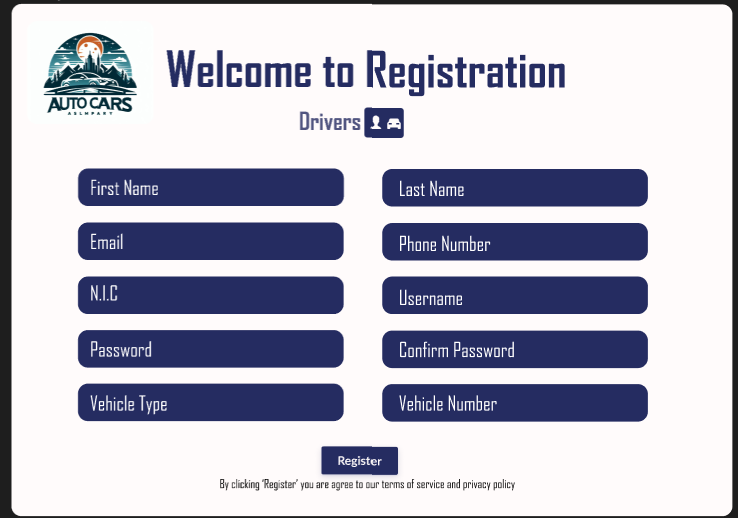 Welcome to Registration
AUTO CARS
ASLMPART
Drivers
First Name
Last Name
Email
Phone Number
N.I.C
Username
Password
Confirm Password
Vehicle Type
Vehicle Number
Register
By clicking 'Register' you are agree to our terms of service and privacy policy